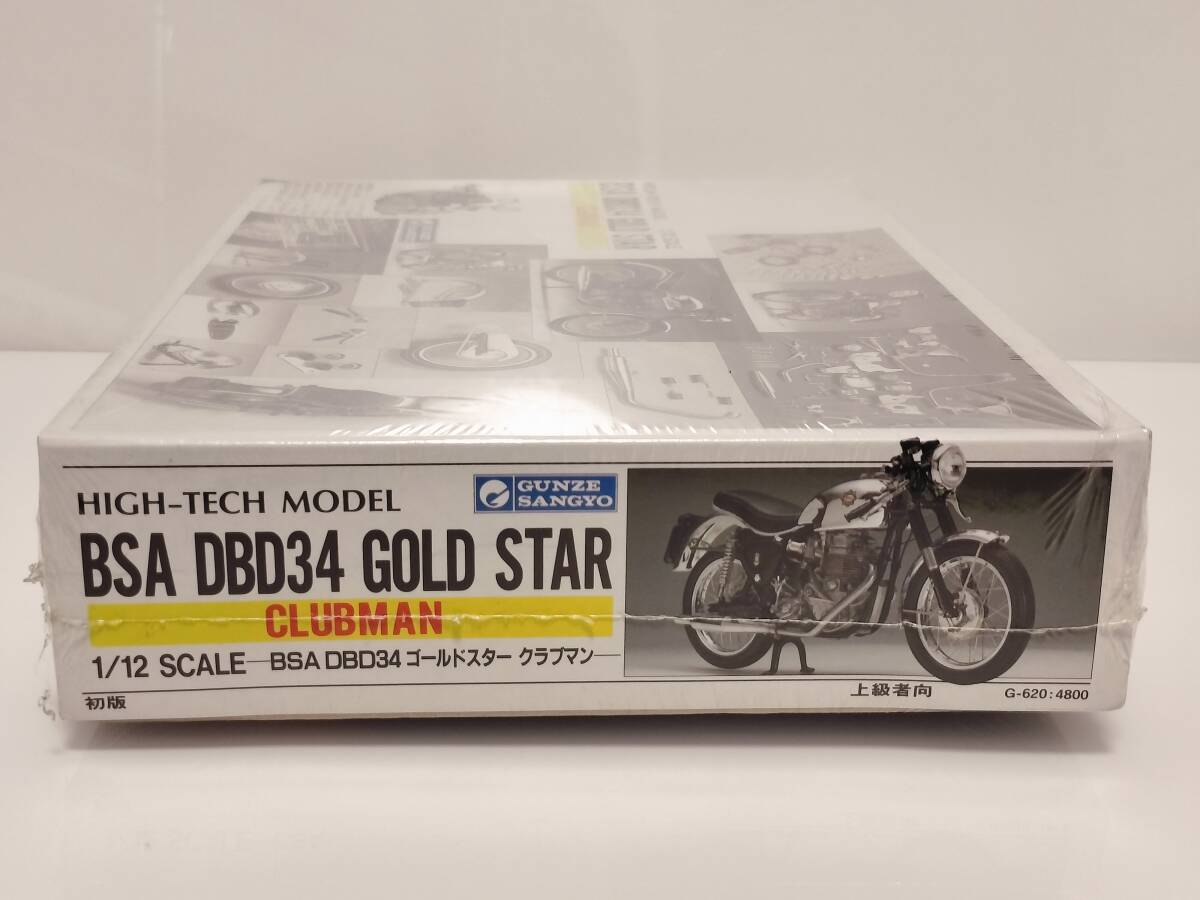 HIGH-TECH MODEL
GUNZE
SANGYO
BSA DBD34 GOLD STAR
CLUBMAN
1/12 SCALE BSA DBD34 ゴールドスター クラブマン
初版
上級者向
G-620:4800